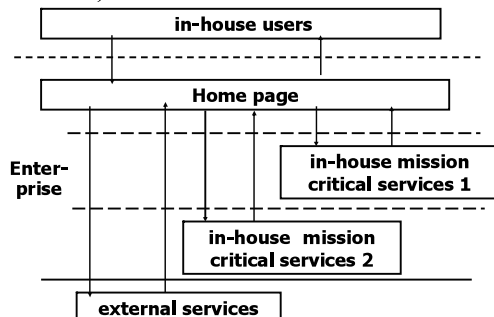 in-house users
Home page
Enter-
prise
in-house mission
critical services 1
in-house mission
critical services 2
external services